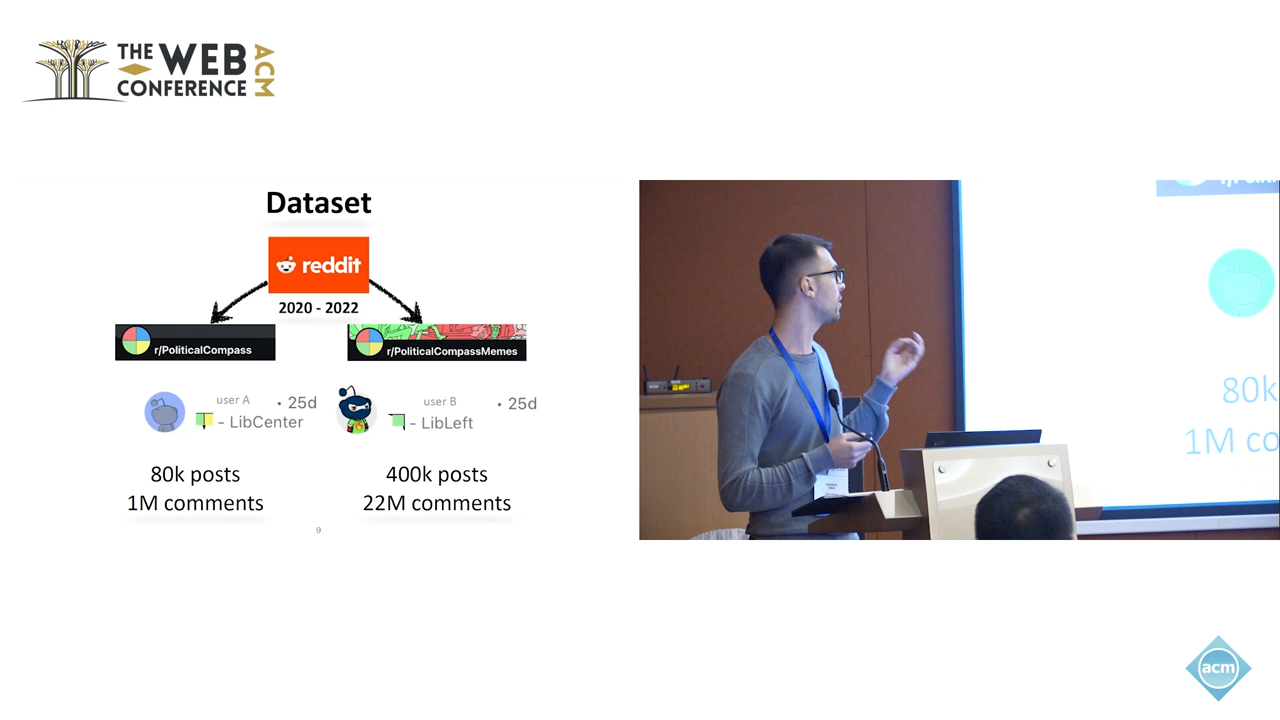 THE WEB
CONFERENCE
ACM
Dataset
reddit
2020 - 2022
r/PoliticalCompass
r/PoliticalCompassMemes
user A
• 25d
- LibCenter
user B
• 25d
- LibLeft
80k posts
1M comments
400k posts
22M comments
9
80k
1M co
acm